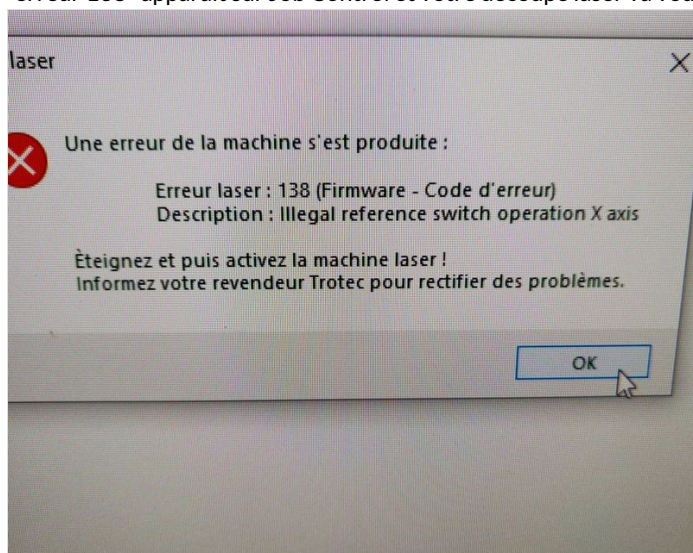 laser
Une erreur de la machine s'est produite :
Erreur laser : 138 (Firmware - Code d'erreur)
Description : Illegal reference switch operation X axis
Èteignez et puis activez la machine laser !
Informez votre revendeur Trotec pour rectifier des problèmes.
OK